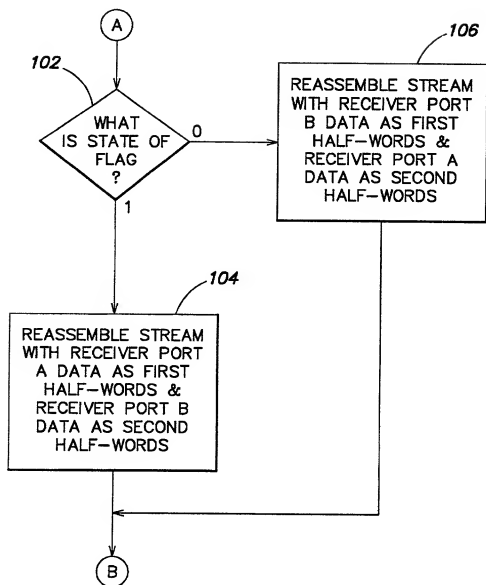 A
102
WHAT
IS STATE OF
FLAG
?
0
1
106
REASSEMBLE STREAM
WITH RECEIVER PORT
B DATA AS FIRST
HALF-WORDS &
RECEIVER PORT A
DATA AS SECOND
HALF-WORDS
104
REASSEMBLE STREAM
WITH RECEIVER PORT
A DATA AS FIRST
HALF-WORDS &
RECEIVER PORT B
DATA AS SECOND
HALF-WORDS
B